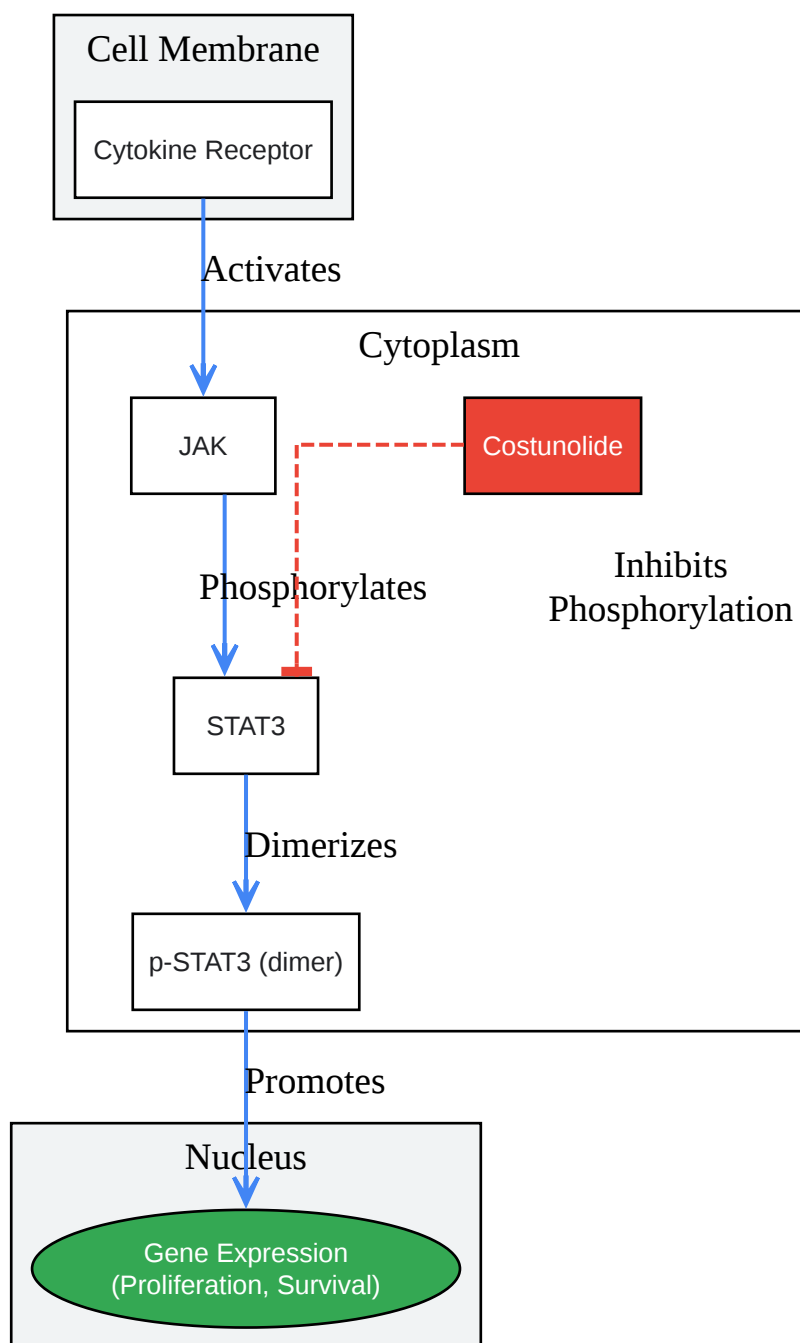 Cell Membrane
Cytokine Receptor
Activates
Cytoplasm
JAK
Costunolide
Inhibits
Phosphorylation
Phosphorylates
STAT3
Dimerizes
p-STAT3 (dimer)
Promotes
Nucleus
Gene Expression
(Proliferation, Survival)